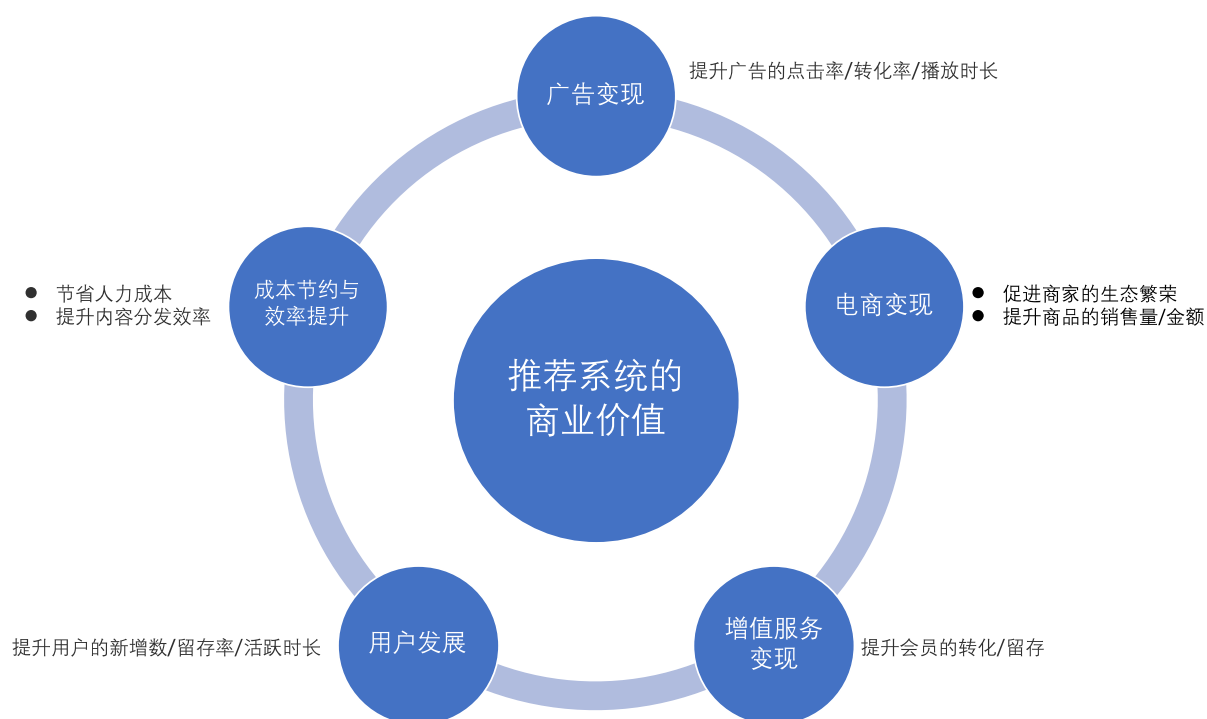 广告变现
提升广告的点击率/转化率/播放时长
成本节约与
效率提升
● 节省人力成本
● 提升内容分发效率
电商变现
● 促进商家的生态繁荣
● 提升商品的销售量/金额
推荐系统的
商业价值
用户发展
提升用户的新增数/留存率/活跃时长
增值服务
变现
提升会员的转化/留存